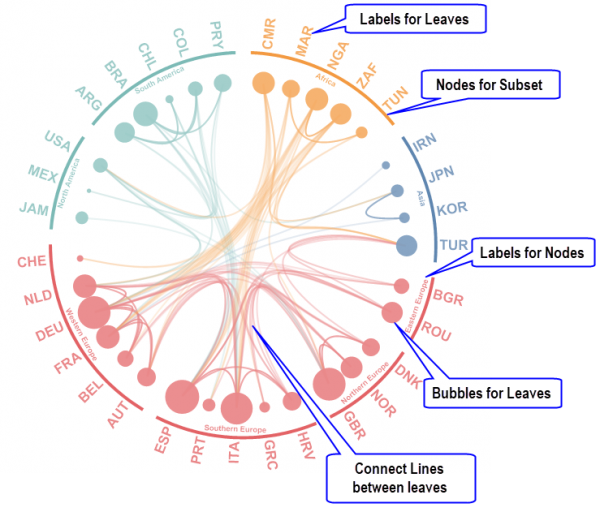 Labels for Leaves
Nodes for Subset
Labels for Nodes
Bubbles for Leaves
Connect Lines
between leaves
PRY
COL
CHL
BRA
ARG
South America
CMR
MAR
NGA
ZAF
TUN
Africa
USA
MEX
JAM
North America
IRN
JPN
KOR
TUR
Asia
CHE
NLD
DEU
FRA
BEL
AUT
Western Europe
BGR
ROU
Eastern Europe
DNK
NOR
GBR
Northern Europe
ESP
PRT
ITA
GRC
HRV
Southern Europe